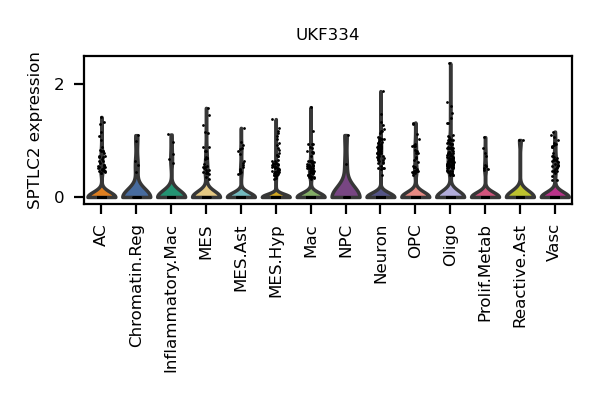 UKF334
SPTLC2 expression
2
0
AC
Chromatin.Reg
Inflammatory.Mac
MES
MES.Ast
MES.Hyp
Mac
NPC
Neuron
OPC
Oligo
Prolif.Metab
Reactive.Ast
Vasc